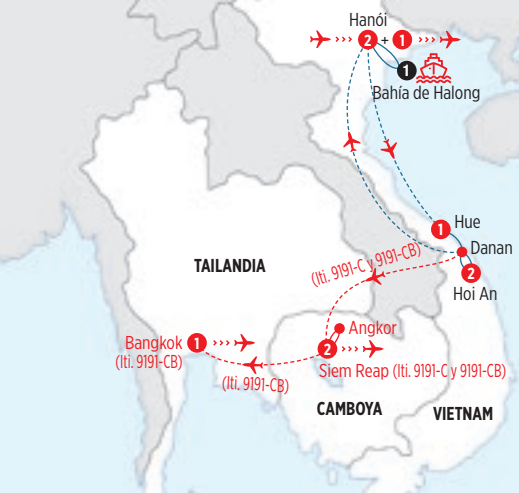 Hanói
2 + 1
1
Bahía de Halong
1 Hue
Danan
2
Hoi An
(Iti. 9191-C y 9191-CB)
TAILANDIA
Angkor
Bangkok 1
(Iti. 9191-CB)
2
Siem Reap (Iti. 9191-C y 9191-CB)
(Iti. 9191-CB)
CAMBOYA
VIETNAM